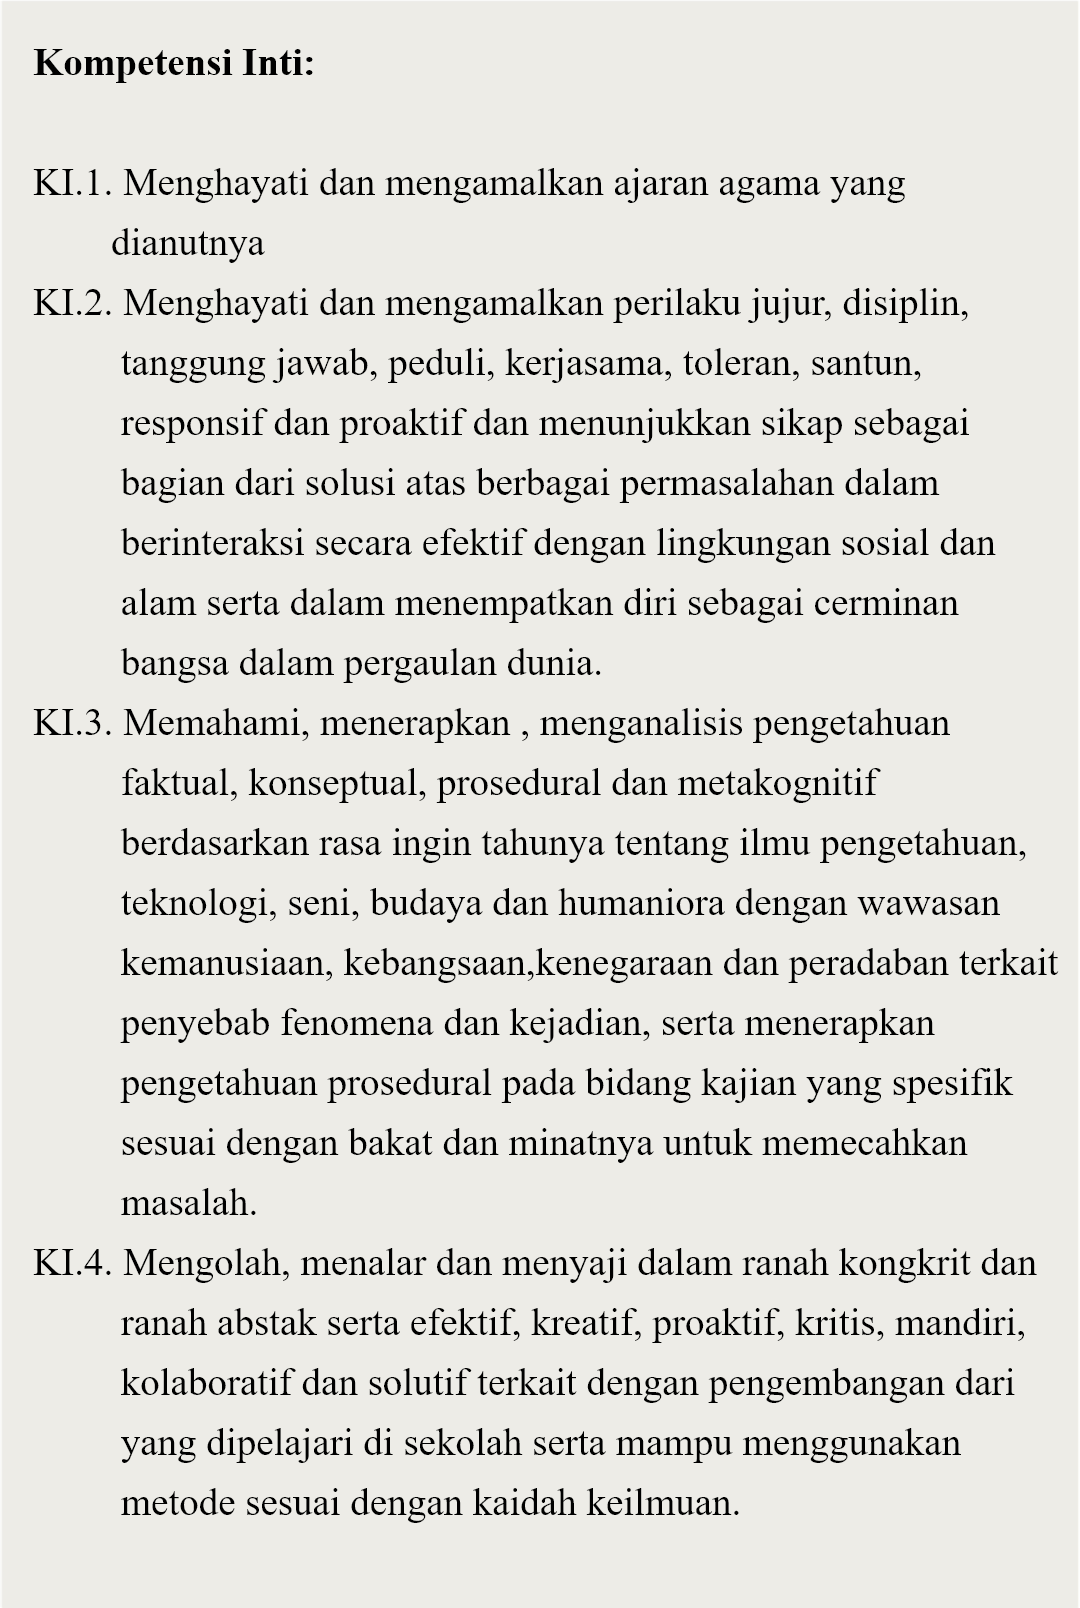 Kompetensi Inti:
KI.1. Menghayati dan mengamalkan ajaran agama yang
dianutnya
KI.2. Menghayati dan mengamalkan perilaku jujur, disiplin,
tanggung jawab, peduli, kerjasama, toleran, santun,
responsif dan proaktif dan menunjukkan sikap sebagai
bagian dari solusi atas berbagai permasalahan dalam
berinteraksi secara efektif dengan lingkungan sosial dan
alam serta dalam menempatkan diri sebagai cerminan
bangsa dalam pergaulan dunia.
KI.3. Memahami, menerapkan , menganalisis pengetahuan
faktual, konseptual, prosedural dan metakognitif
berdasarkan rasa ingin tahunya tentang ilmu pengetahuan,
teknologi, seni, budaya dan humaniora dengan wawasan
kemanusiaan, kebangsaan,kenegaraan dan peradaban terkait
penyebab fenomena dan kejadian, serta menerapkan
pengetahuan prosedural pada bidang kajian yang spesifik
sesuai dengan bakat dan minatnya untuk memecahkan
masalah.
KI.4. Mengolah, menalar dan menyaji dalam ranah kongkrit dan
ranah abstak serta efektif, kreatif, proaktif, kritis, mandiri,
kolaboratif dan solutif terkait dengan pengembangan dari
yang dipelajari di sekolah serta mampu menggunakan
metode sesuai dengan kaidah keilmuan.